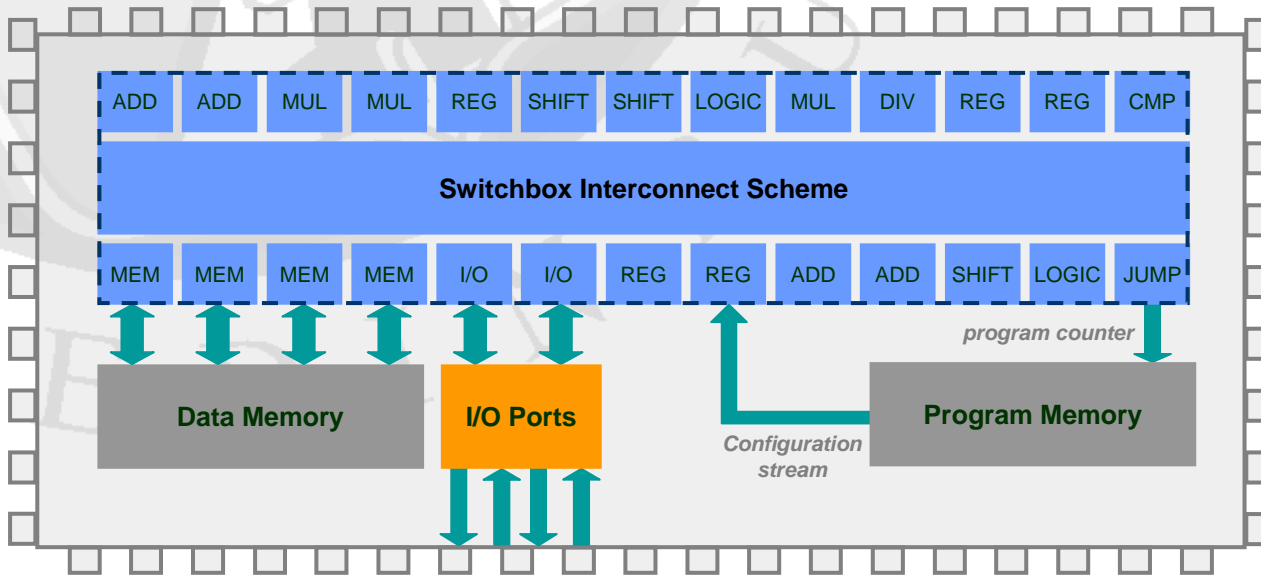 ADD ADD MUL MUL REG SHIFT SHIFT LOGIC MUL DIV REG REG CMP
Switchbox Interconnect Scheme
MEM MEM MEM MEM I/O I/O REG REG ADD ADD SHIFT LOGIC JUMP
program counter
Data Memory
I/O Ports
Program Memory
Configuration
stream